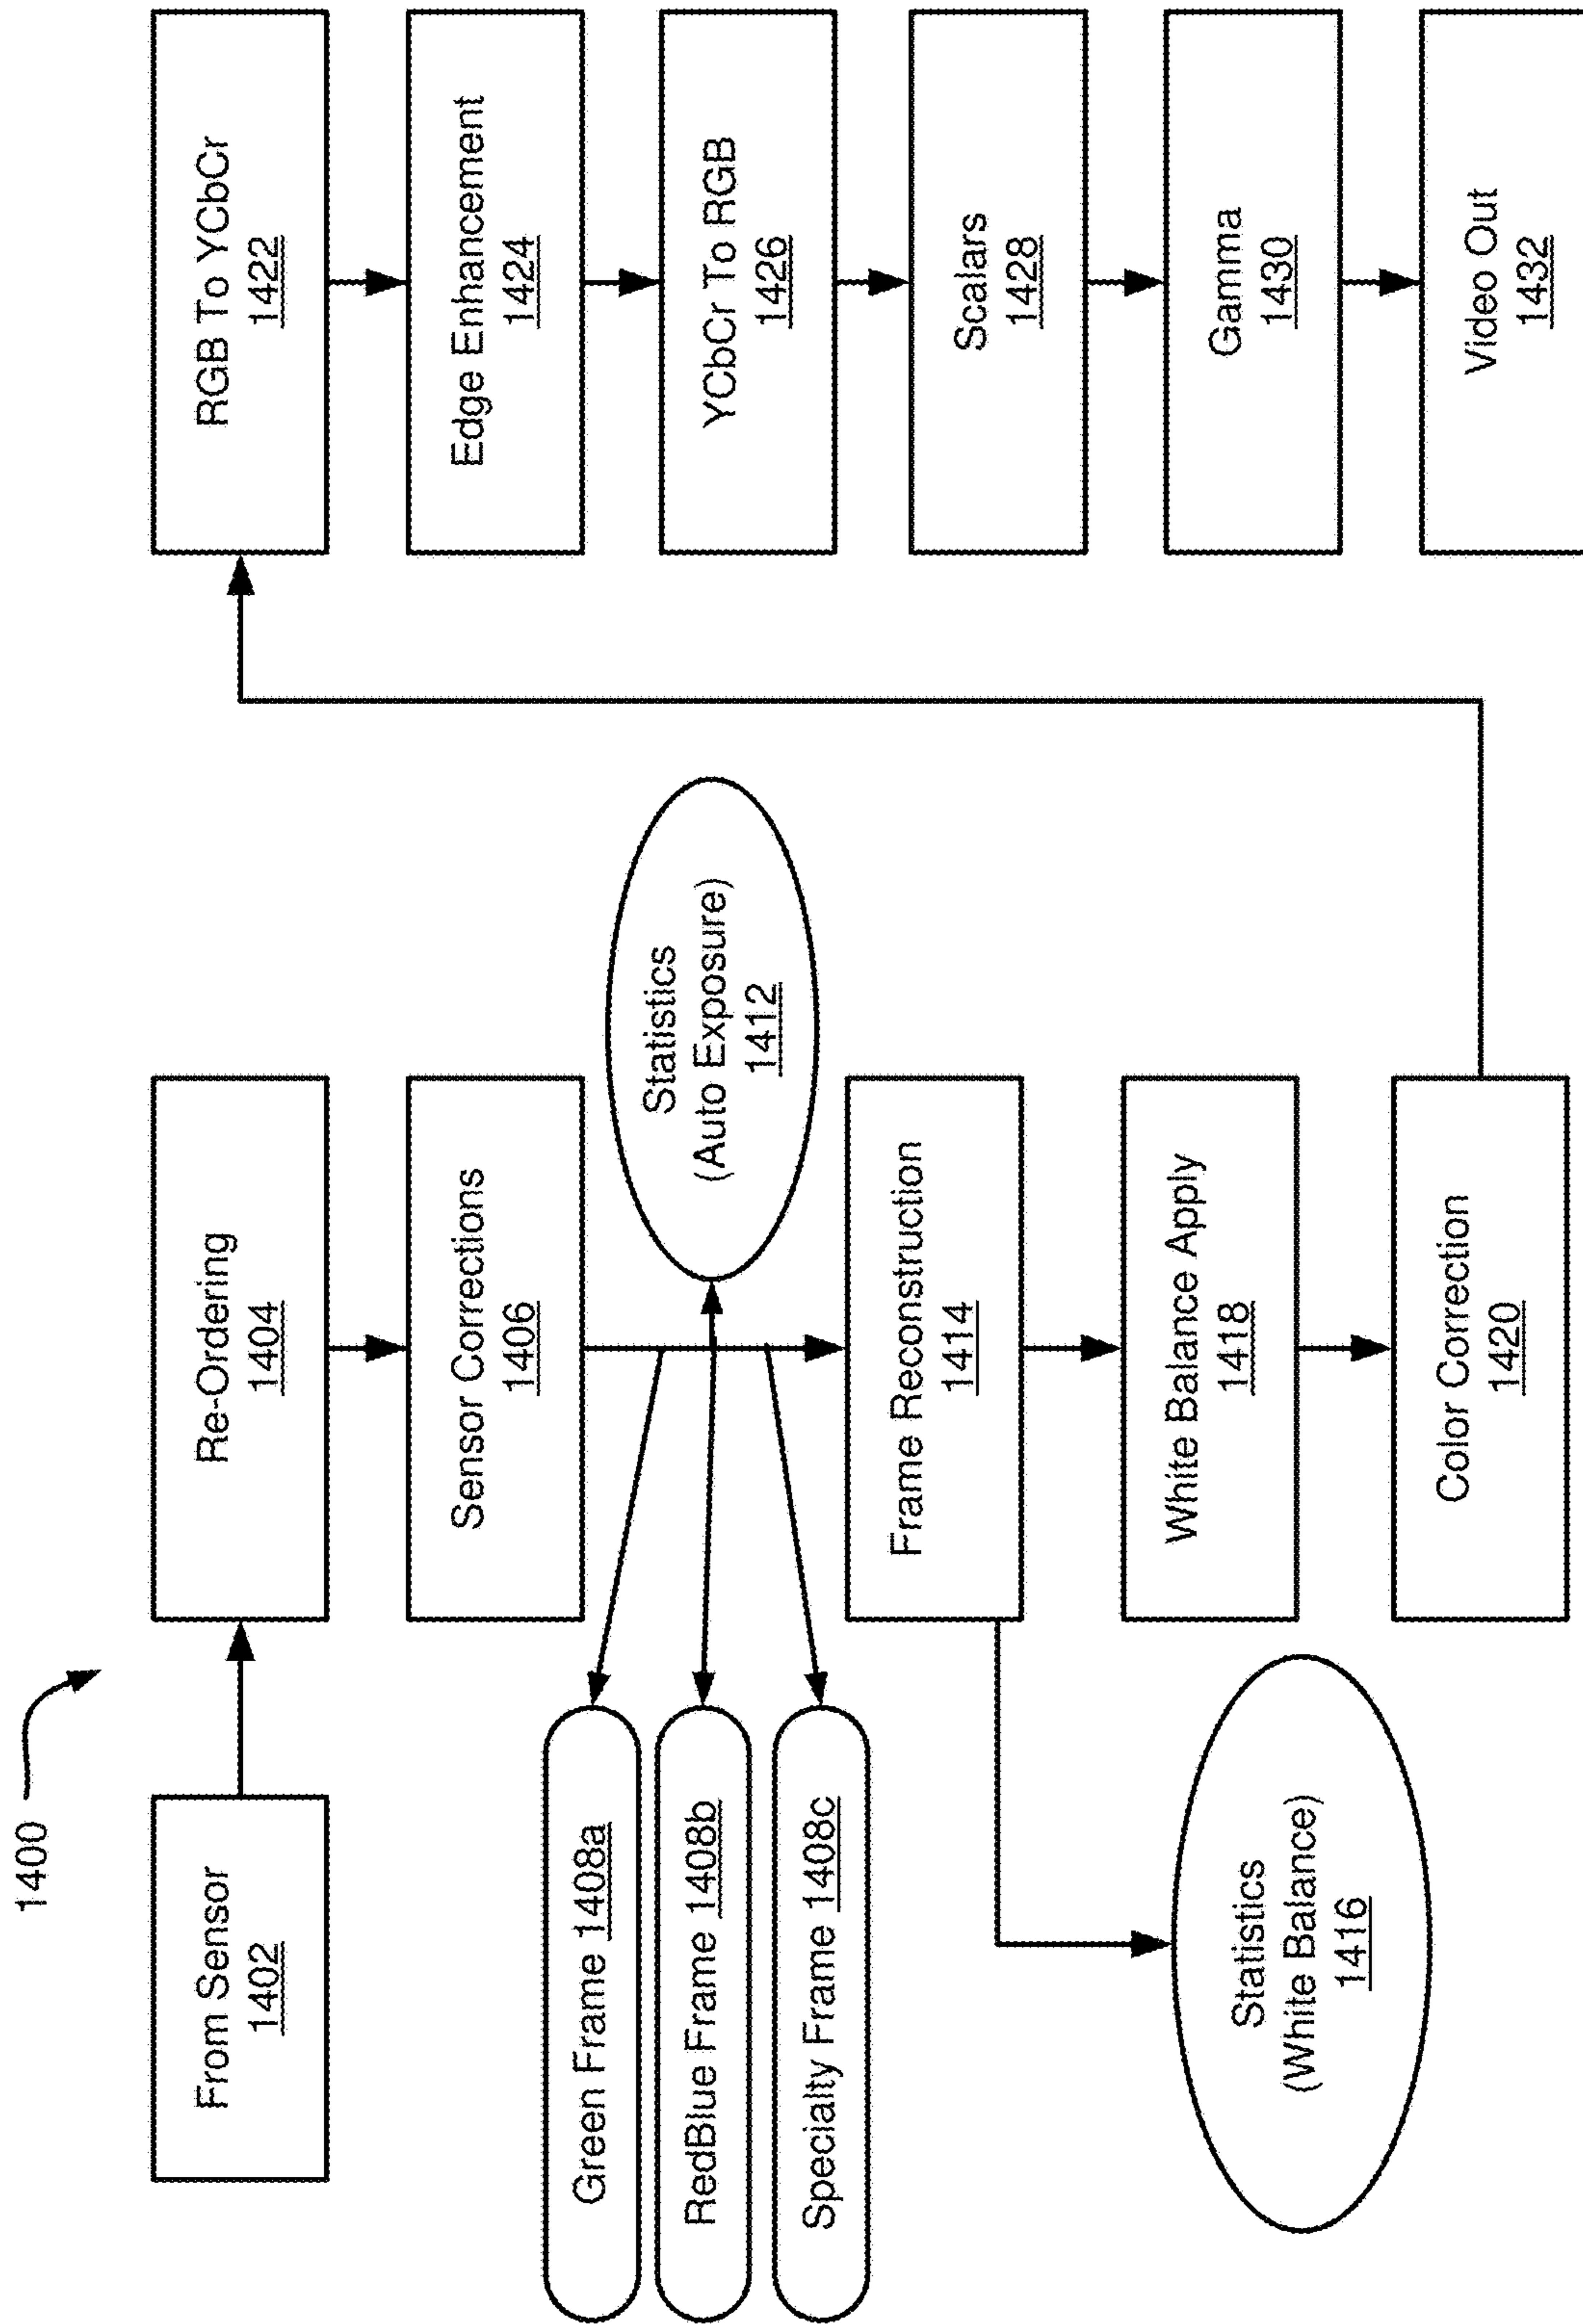 1400
From Sensor
1402
Re-Ordering
1404
Sensor Corrections
1406
Green Frame 1408a
RedBlue Frame 1408b
Specialty Frame 1408c
Statistics
(Auto Exposure)
1412
Frame Reconstruction
1414
Statistics
(White Balance)
1416
White Balance Apply
1418
Color Correction
1420
RGB To YCbCr
1422
Edge Enhancement
1424
YCbCr To RGB
1426
Scalars
1428
Gamma
1430
Video Out
1432